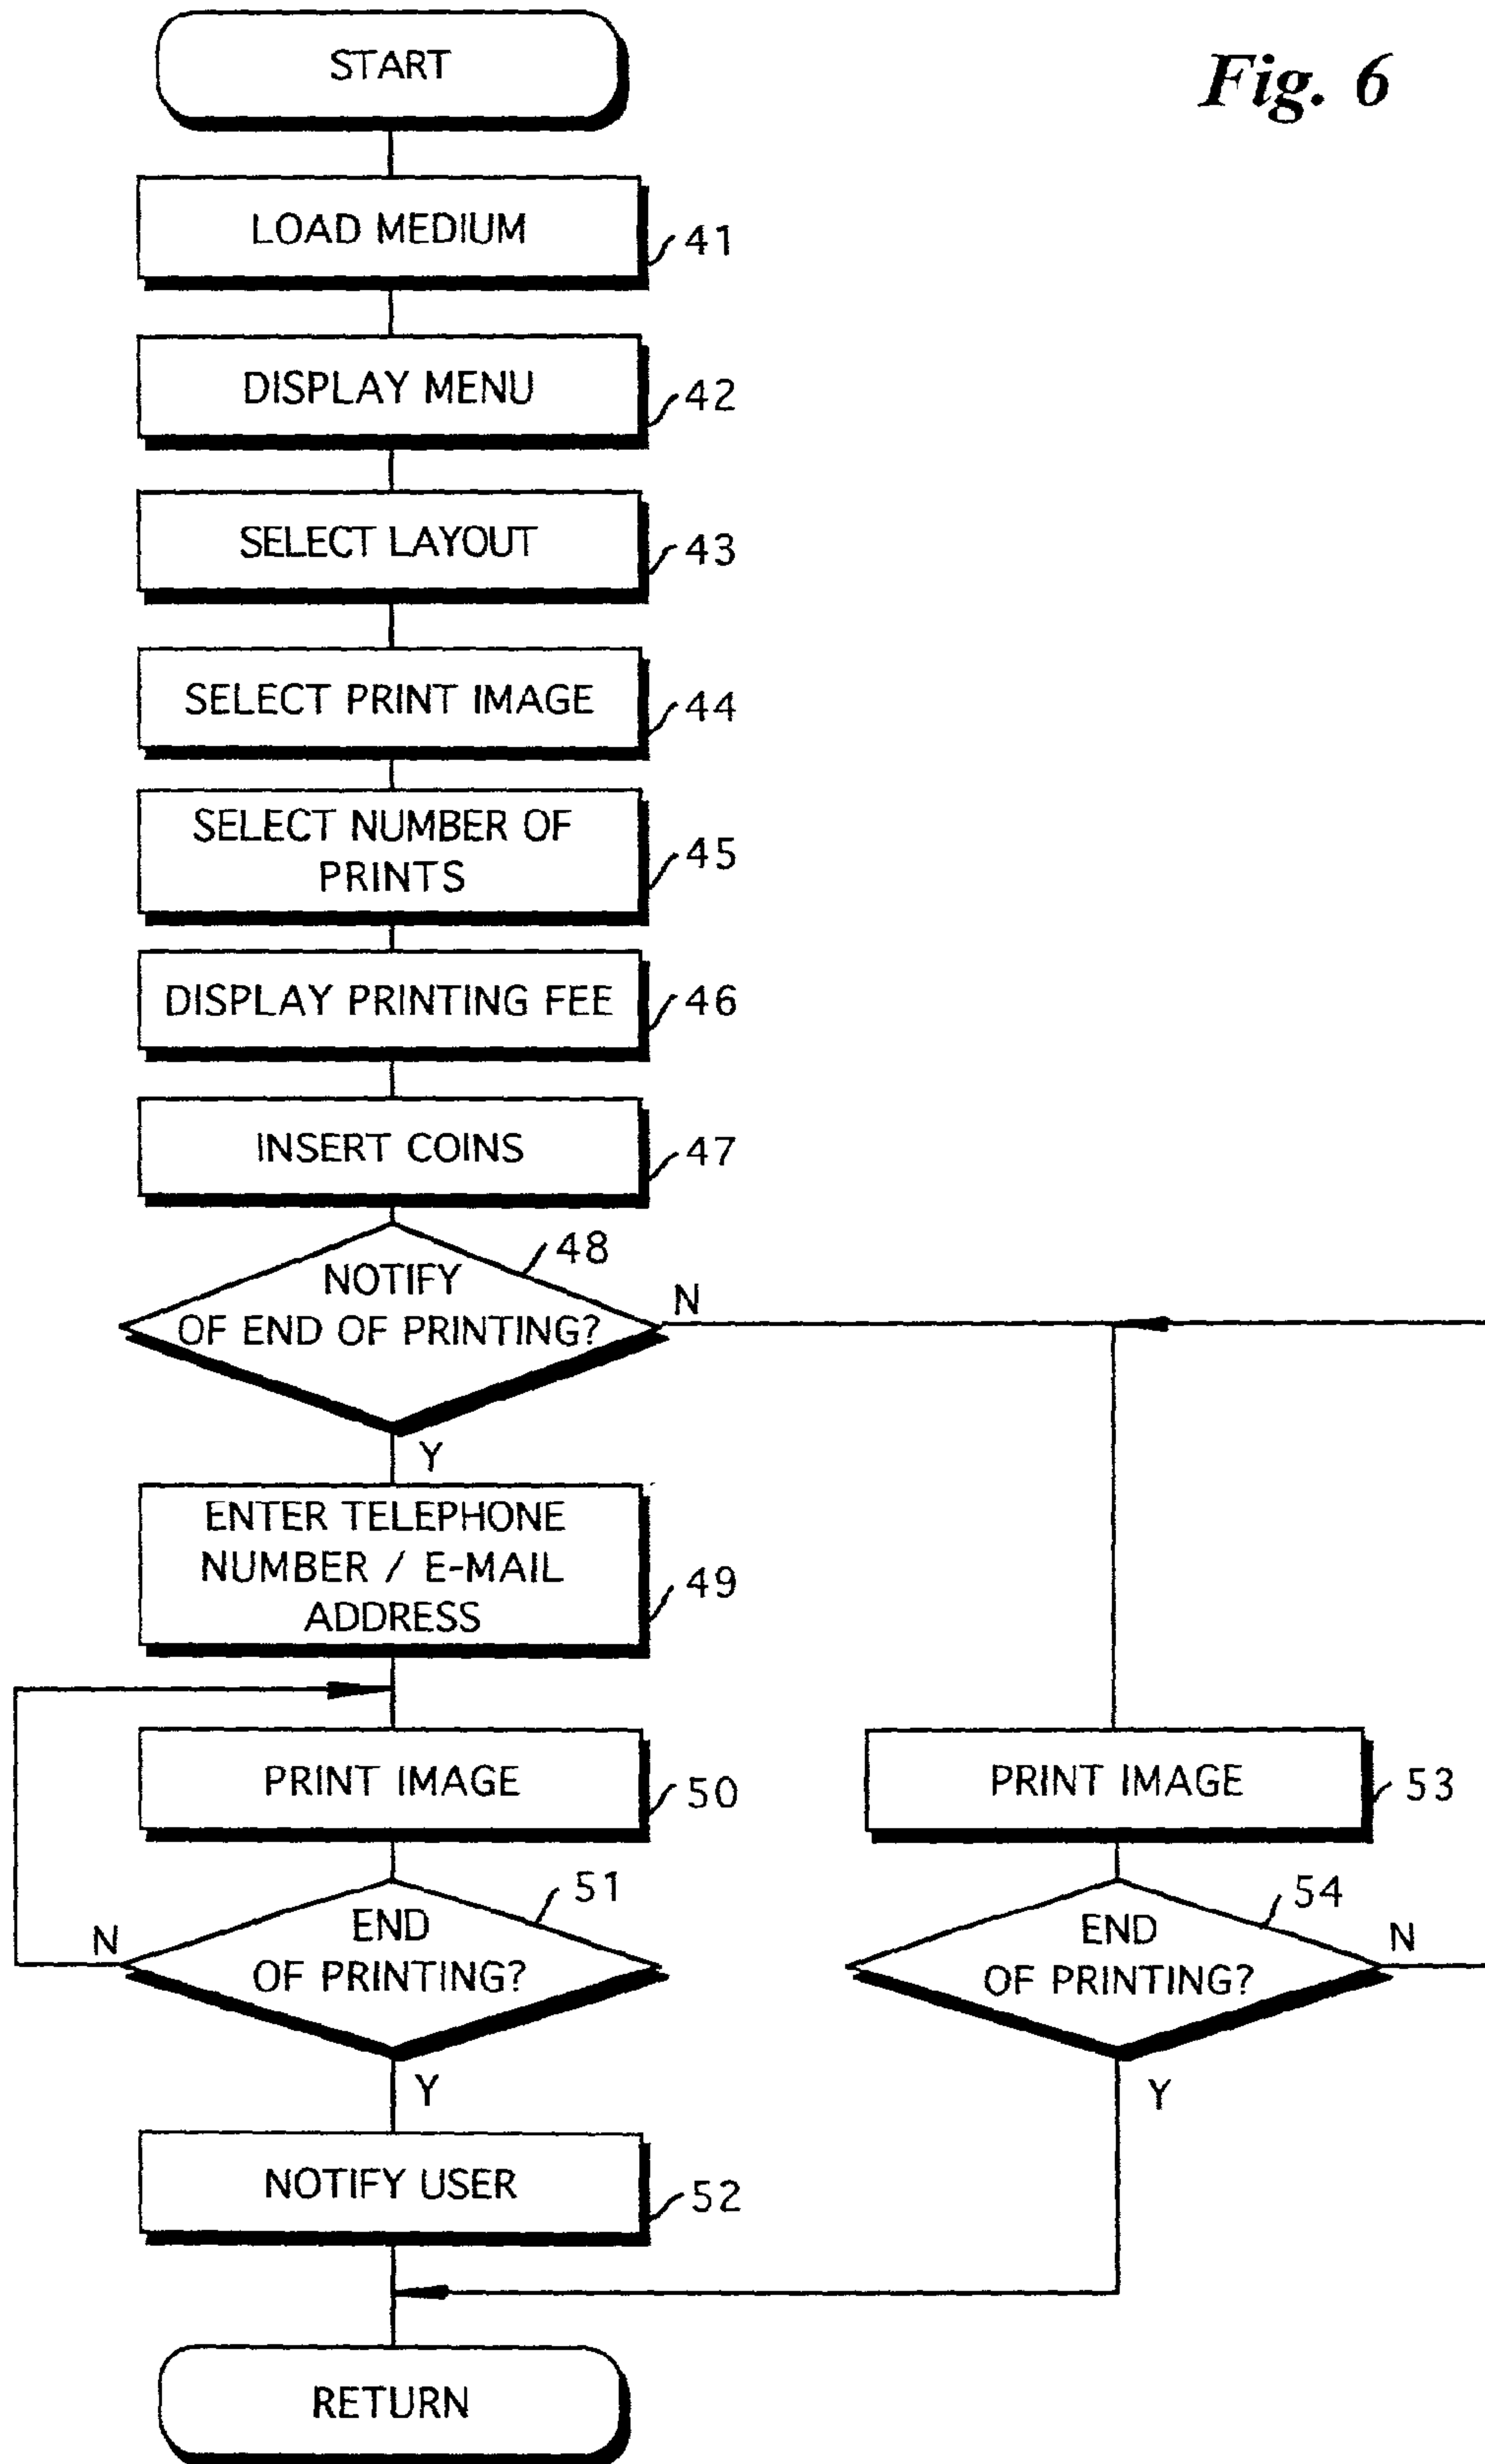 Fig. 6
START
LOAD MEDIUM
41
DISPLAY MENU
42
SELECT LAYOUT
43
SELECT PRINT IMAGE
44
SELECT NUMBER OF
PRINTS
45
DISPLAY PRINTING FEE
46
INSERT COINS
47
48
NOTIFY
OF END OF PRINTING?
N
Y
ENTER TELEPHONE
NUMBER / E-MAIL
ADDRESS
49
PRINT IMAGE
50
51
END
OF PRINTING?
N
Y
NOTIFY USER
52
PRINT IMAGE
53
54
END
OF PRINTING?
N
Y
RETURN